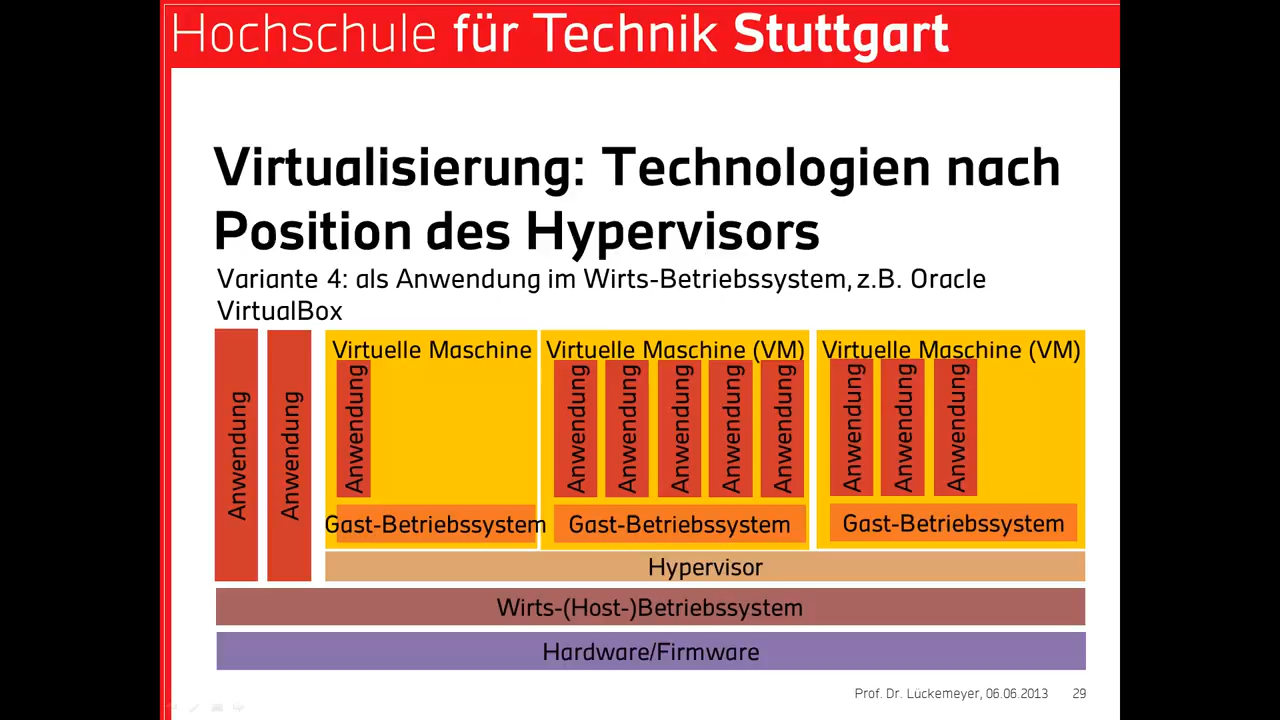 Hochschule für Technik Stuttgart
Virtualisierung: Technologien nach
Position des Hypervisors
Variante 4: als Anwendung im Wirts-Betriebssystem, z.B. Oracle
VirtualBox
Anwendung
Anwendung
Virtuelle Maschine
Anwendung
Gast-Betriebssystem
Virtuelle Maschine (VM)
Anwendung
Anwendung
Anwendung
Anwendung
Anwendung
Gast-Betriebssystem
Virtuelle Maschine (VM)
Anwendung
Anwendung
Anwendung
Gast-Betriebssystem
Hypervisor
Wirts-(Host-)Betriebssystem
Hardware/Firmware
Prof. Dr. Lückemeyer, 06.06.2013 29